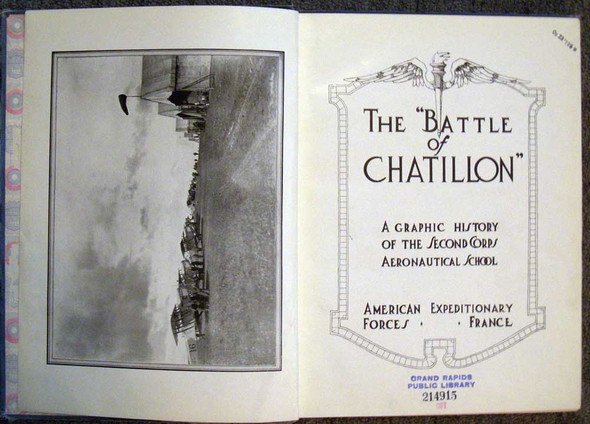 THE "BATTLE
of
CHATILLON"
A GRAPHIC HISTORY
OF THE SECOND CORPS
AERONAUTICAL SCHOOL
AMERICAN EXPEDITIONARY
FORCES · · FRANCE
GRAND RAPIDS
PUBLIC LIBRARY
214915